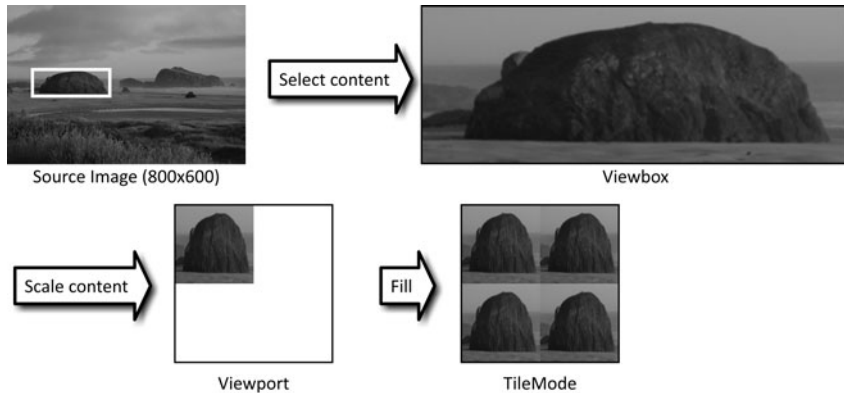 Select content
Source Image (800x600)
Viewbox
Scale content
Fill
Viewport
TileMode